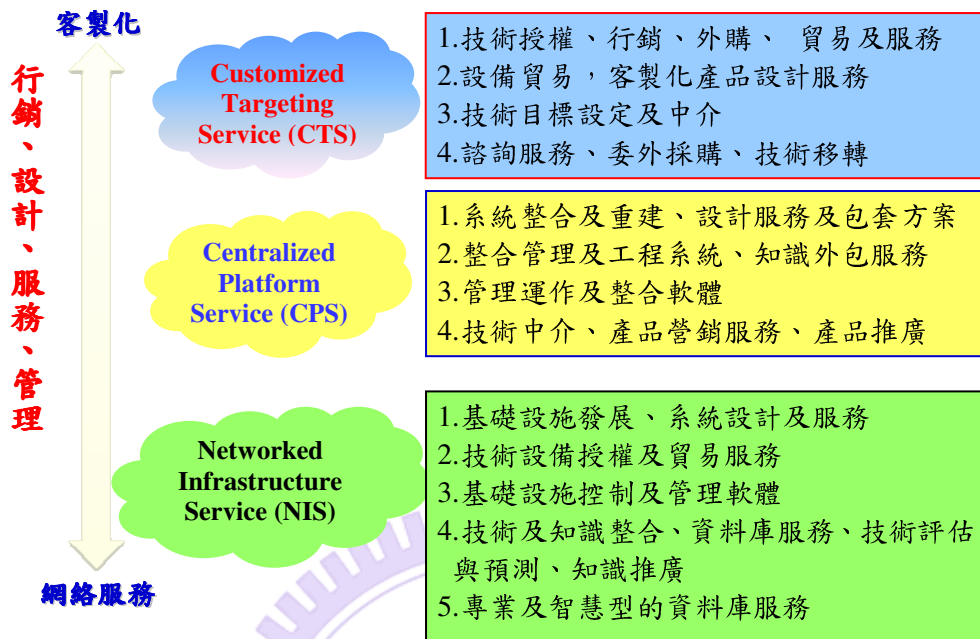 客製化
行銷、設計、服務、管理
Customized
Targeting
Service (CTS)
1.技術授權、行銷、外購、 貿易及服務
2.設備貿易,客製化產品設計服務
3.技術目標設定及中介
4.諮詢服務、委外採購、技術移轉
Centralized
Platform
Service (CPS)
1.系統整合及重建、設計服務及包套方案
2.整合管理及工程系統、知識外包服務
3.管理運作及整合軟體
4.技術中介、產品營銷服務、產品推廣
Networked
Infrastructure
Service (NIS)
1.基礎設施發展、系統設計及服務
2.技術設備授權及貿易服務
3.基礎設施控制及管理軟體
4.技術及知識整合、資料庫服務、技術評估
與預測、知識推廣
5.專業及智慧型的資料庫服務
網絡服務